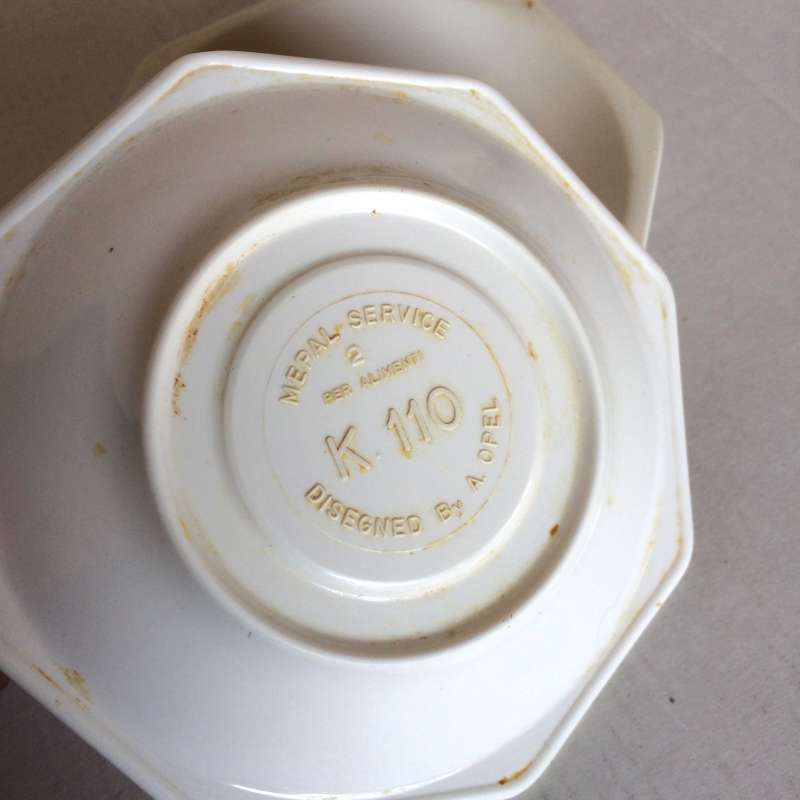 MEPAL SERVICE
2
PER ALIMENTI
K. 110
DISEGNED By A. OPEL